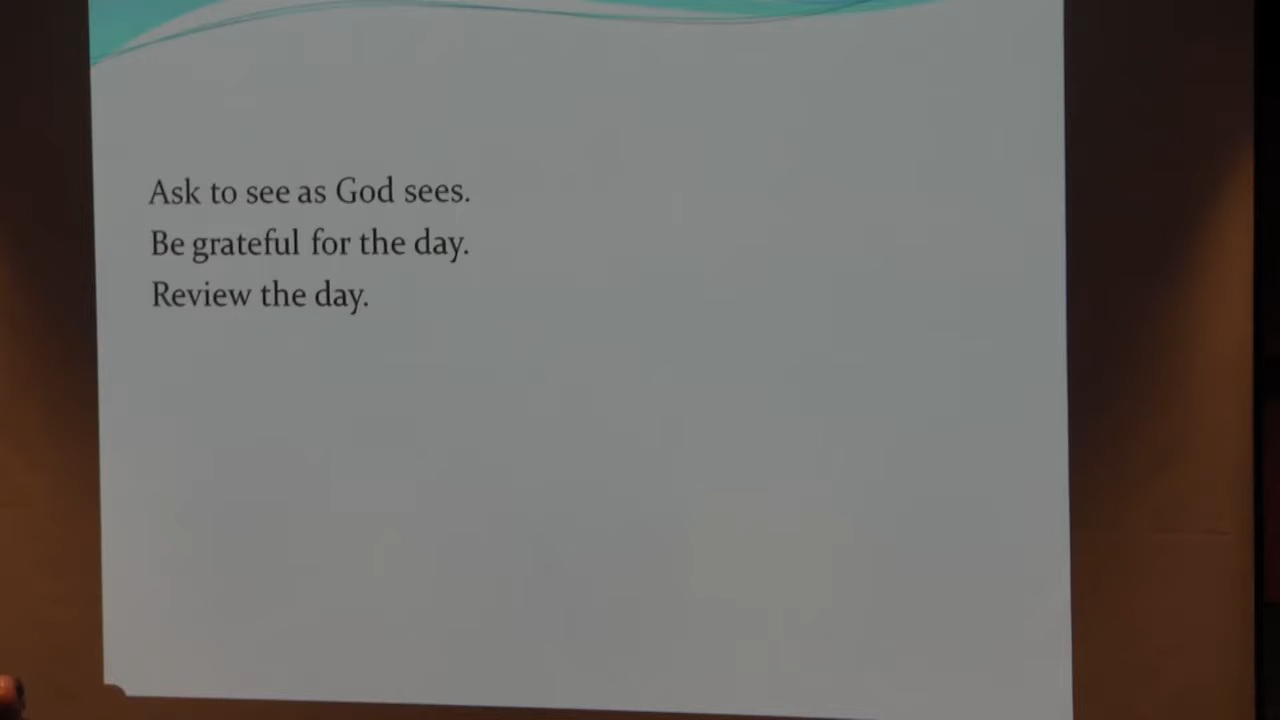 Ask to see as God sees.
Be grateful for the day.
Review the day.